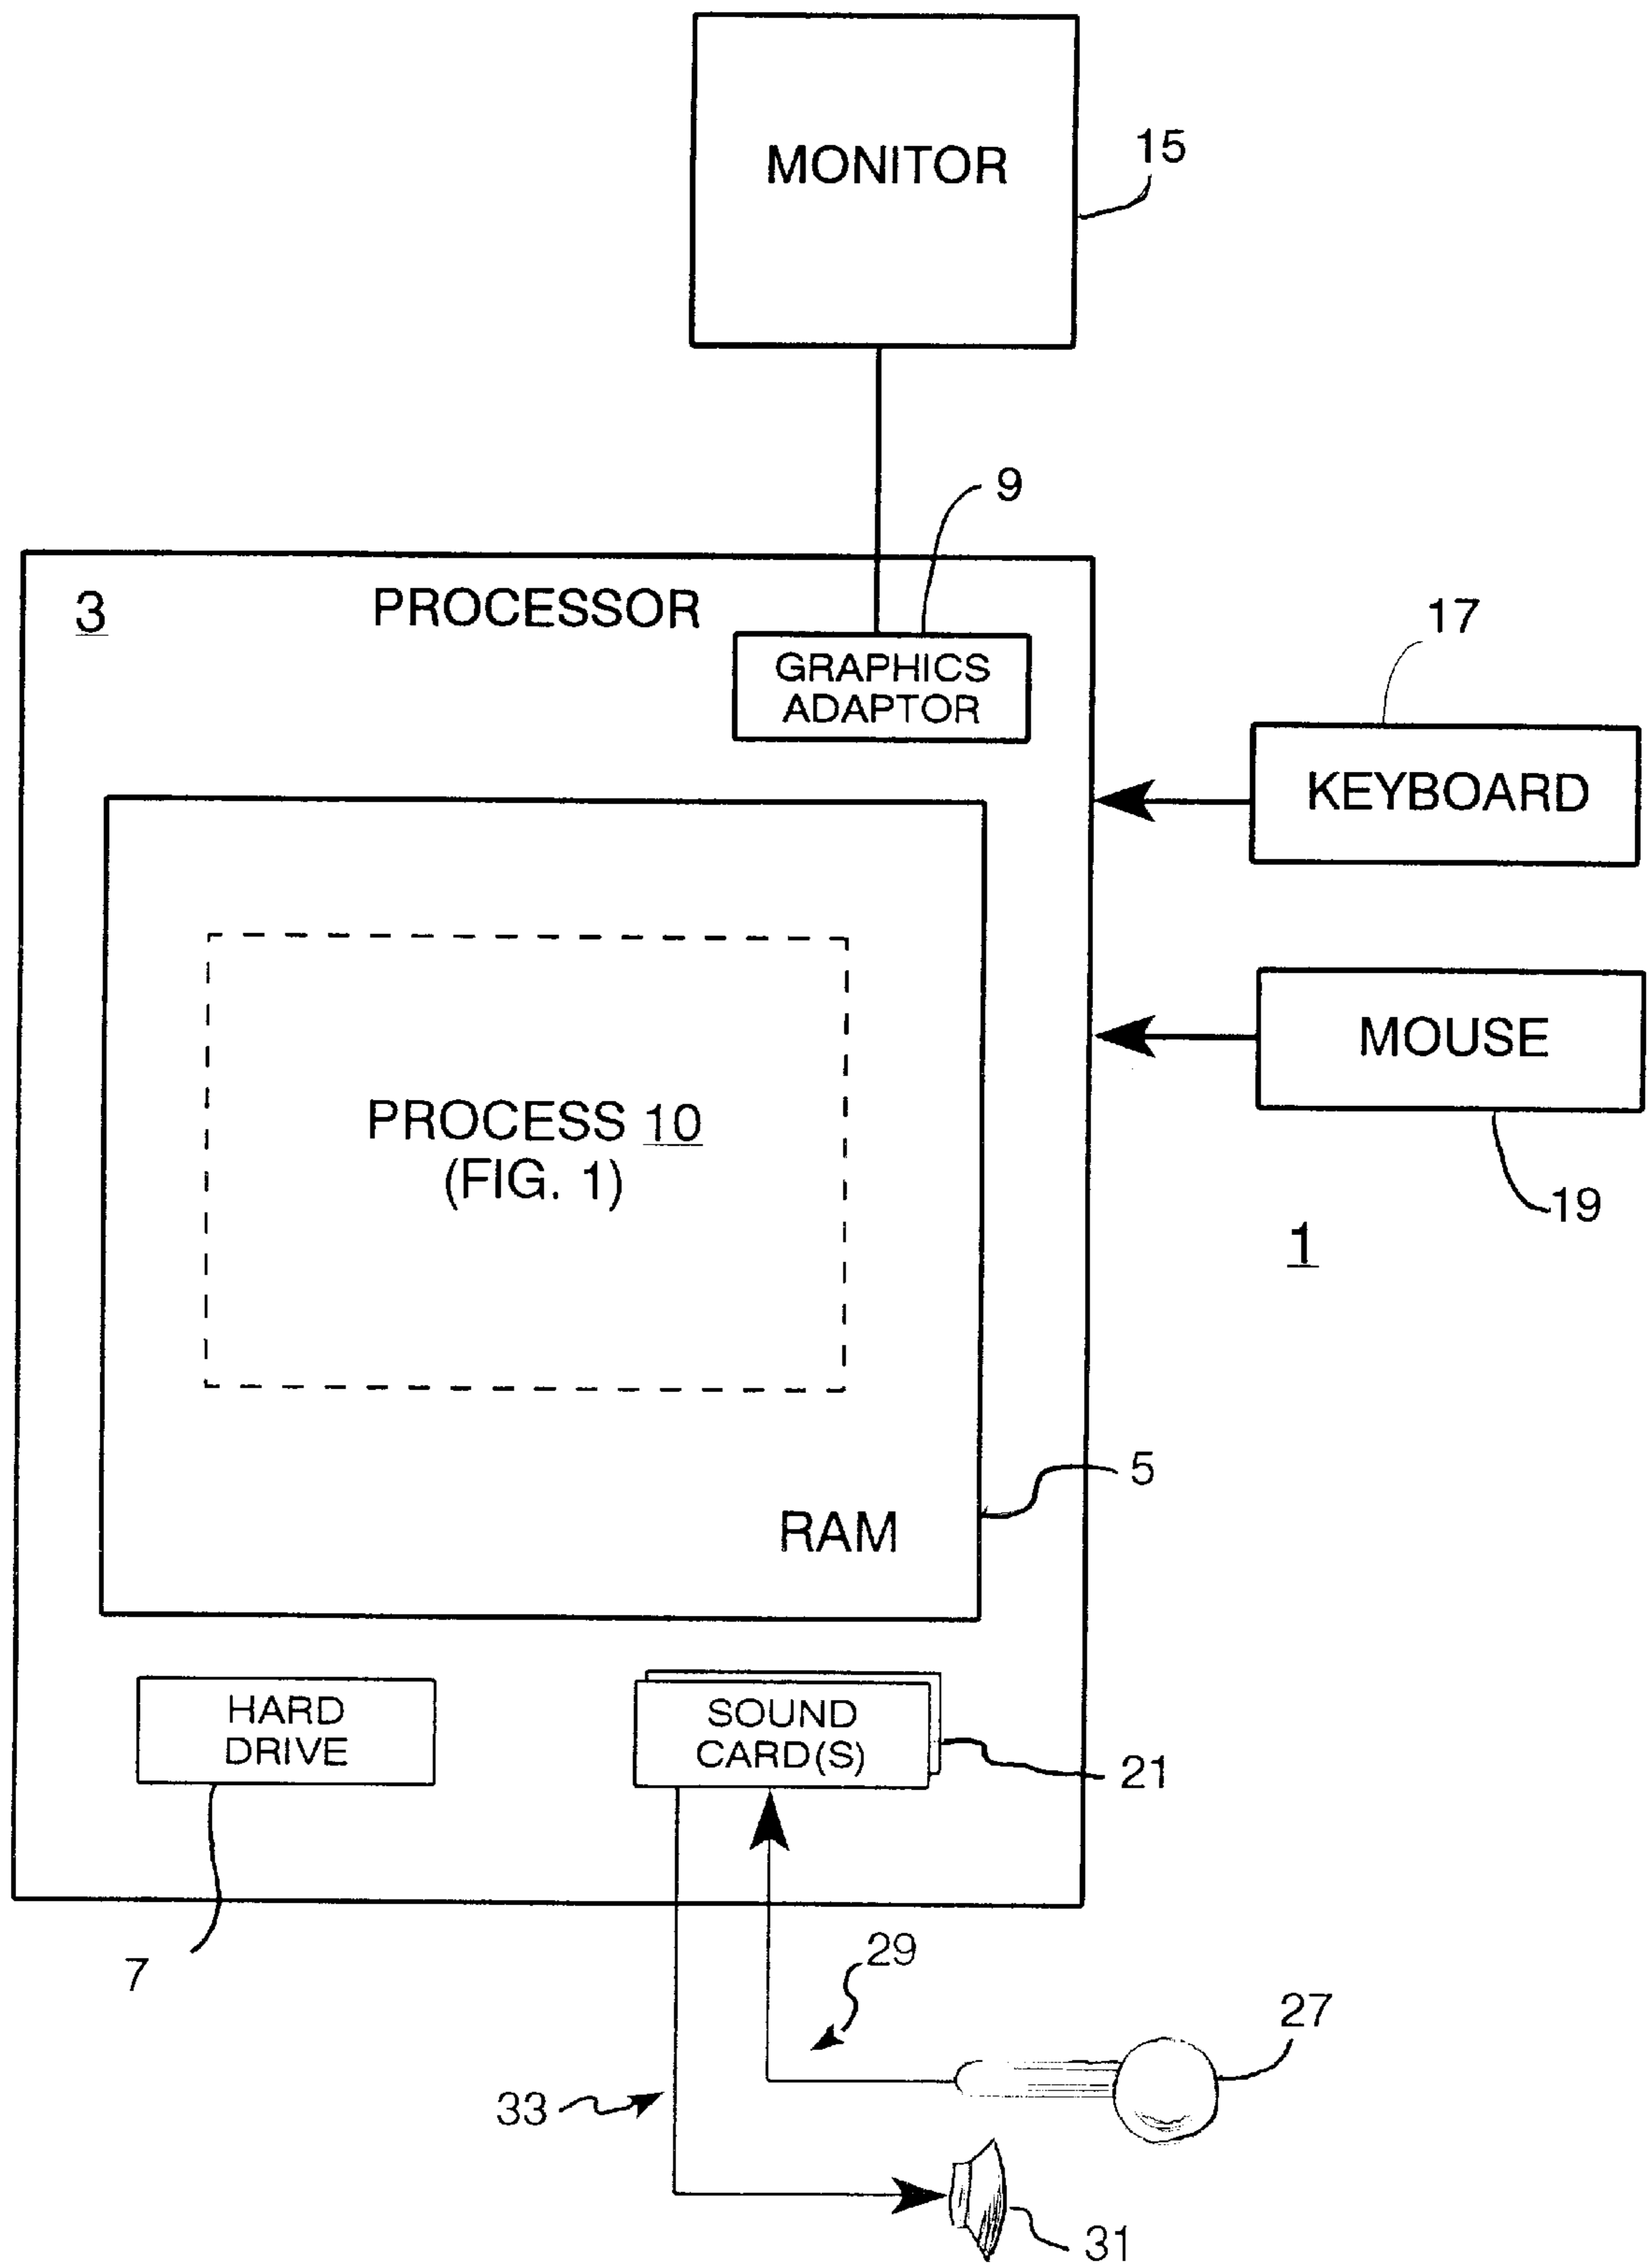 MONITOR
15
9
3
PROCESSOR
GRAPHICS
ADAPTOR
17
KEYBOARD
MOUSE
19
1
PROCESS 10
(FIG. 1)
5
RAM
HARD
DRIVE
SOUND
CARD(S)
21
7
29
27
33
31